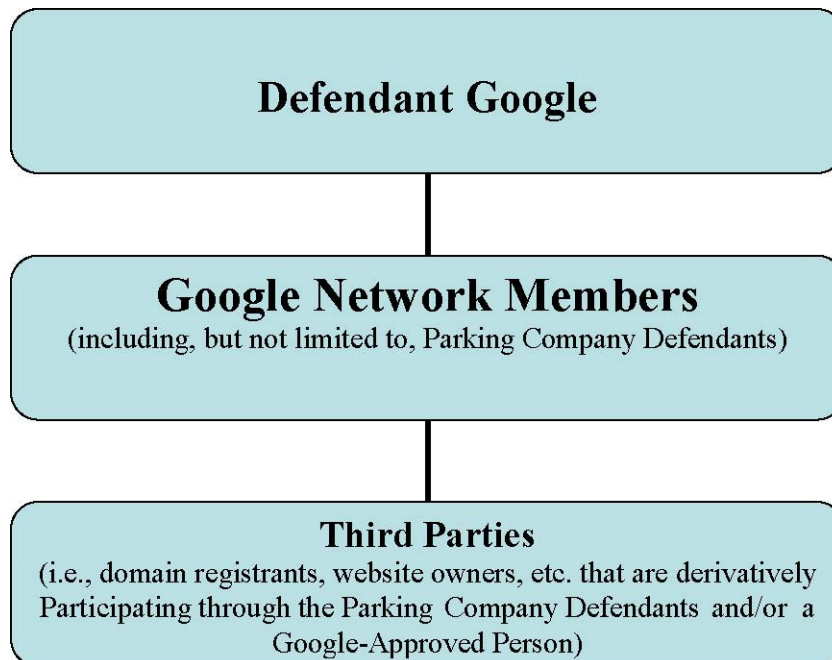 Defendant Google
Google Network Members
(including, but not limited to, Parking Company Defendants)
Third Parties
(i.e., domain registrants, website owners, etc. that are derivatively
Participating through the Parking Company Defendants and/or a
Google-Approved Person)